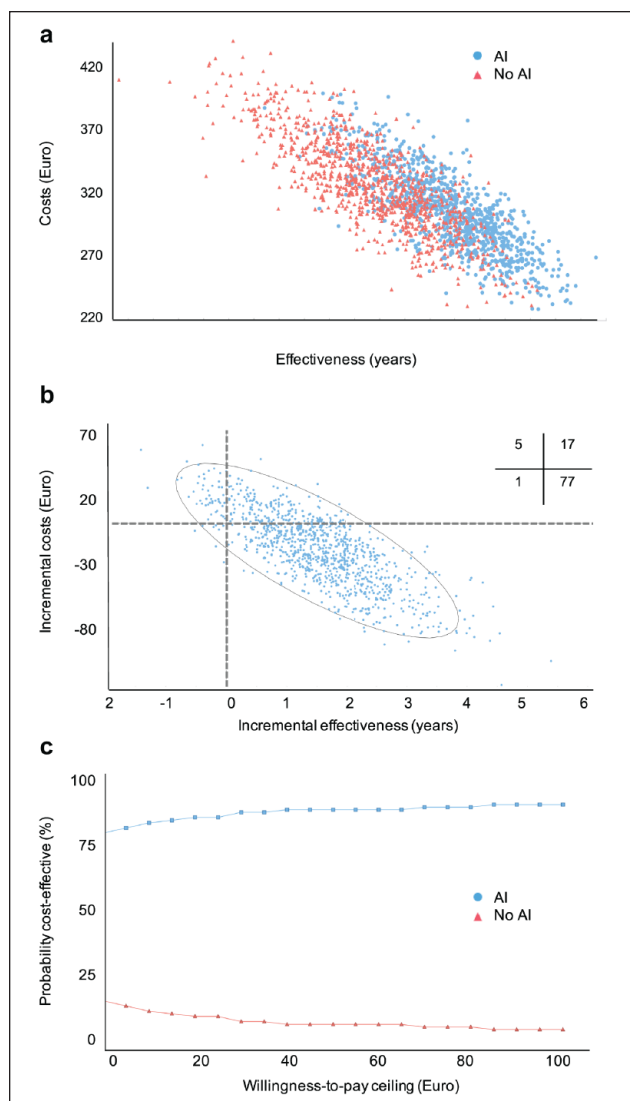 a
420
370
320
270
220
Costs (Euro)
AI
No AI
Effectiveness (years)
b
70
20
-30
-80
Incremental costs (Euro)
5 17
1 77
2 -1 0 1 2 3 4 5 6
Incremental effectiveness (years)
c
100
75
50
25
0
Probability cost-effective (%)
AI
No AI
0 20 40 60 80 100
Willingness-to-pay ceiling (Euro)